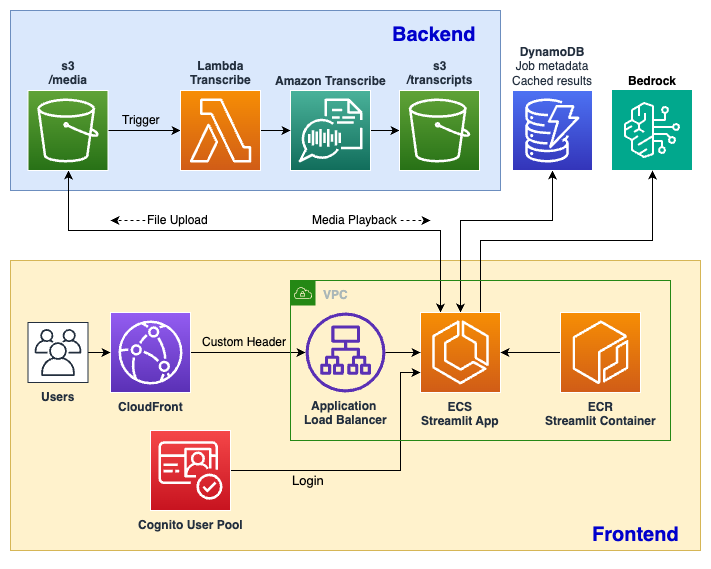 Backend
s3
/media
Lambda
Transcribe
Amazon Transcribe
s3
/transcripts
DynamoDB
Job metadata
Cached results
Bedrock
Trigger
File Upload
Media Playback
VPC
Custom Header
Users
CloudFront
Application
Load Balancer
ECS
Streamlit App
ECR
Streamlit Container
Login
Cognito User Pool
Frontend